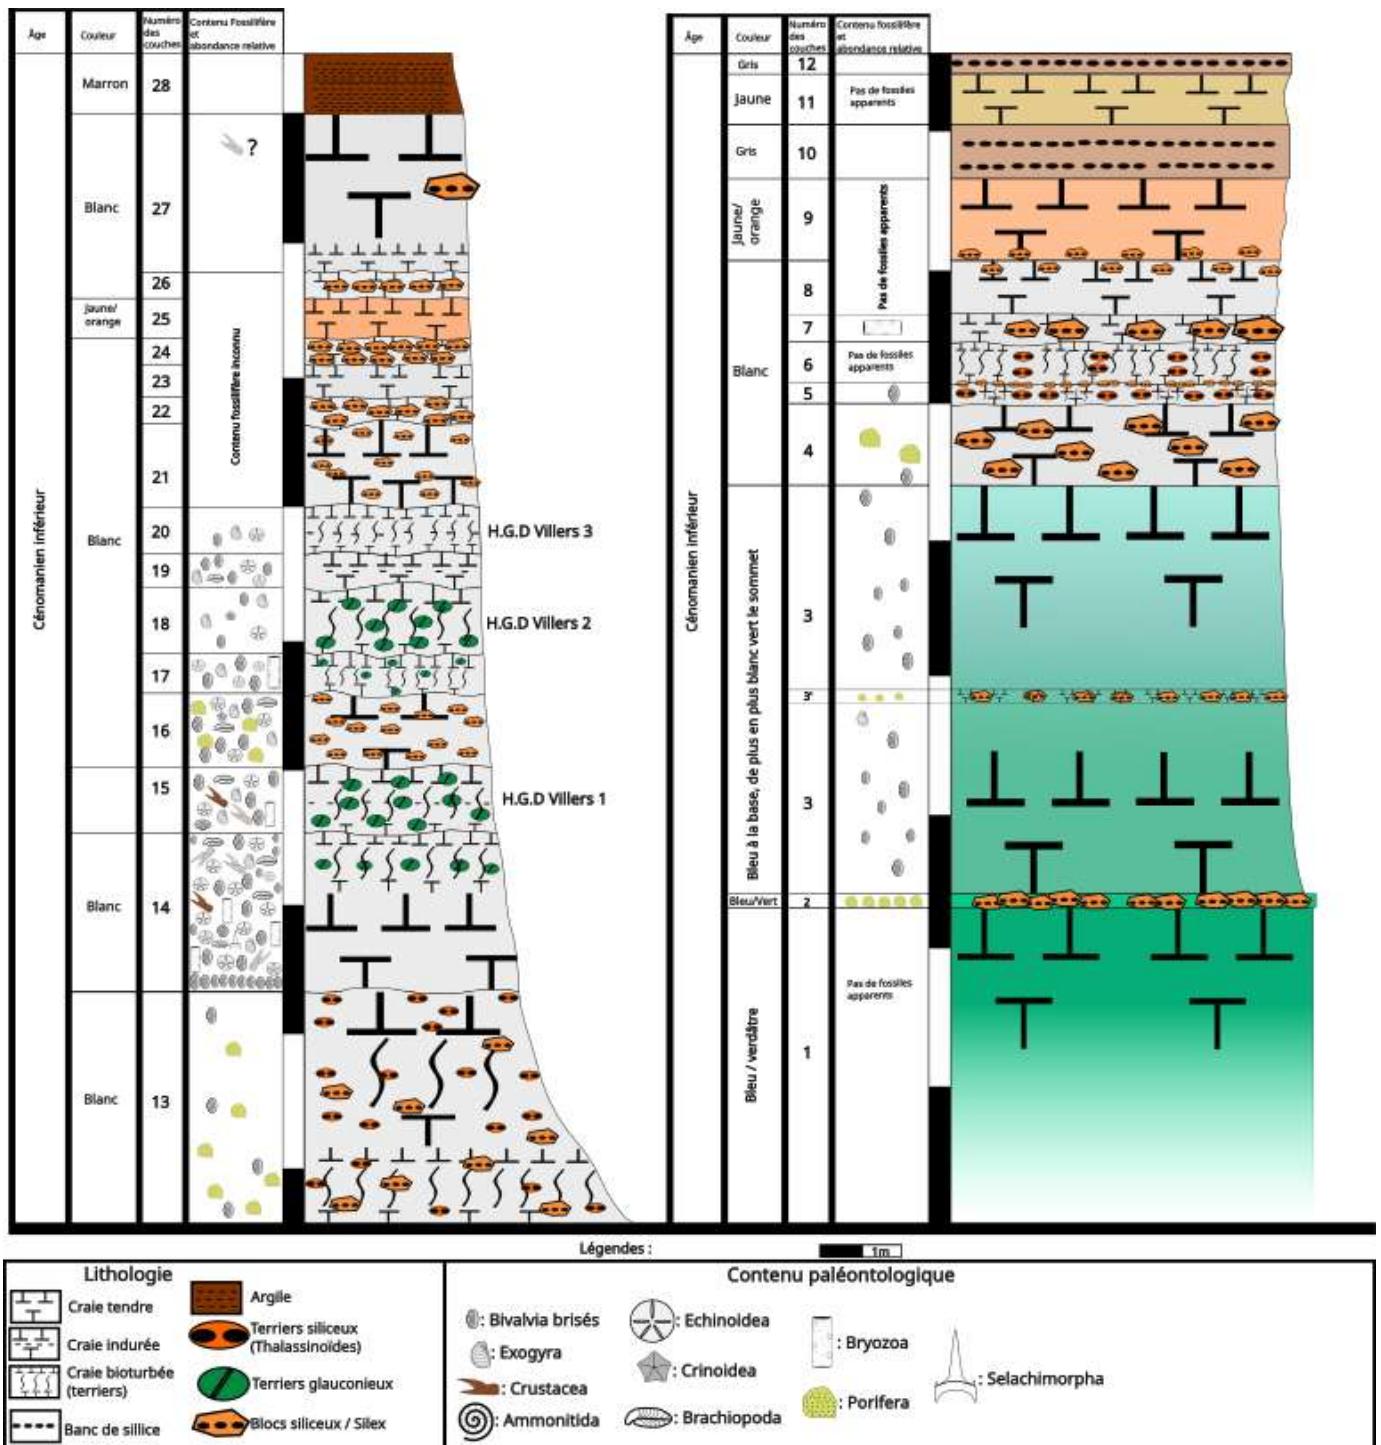 Âge
Couleur
Numéro
des
couches
Contenu Fossilifère
et
abondance relative
Cénomanien inférieur
Marron
28
Blanc
27
?
26
Jaune/
orange
25
Contenu fossilifère inconnu
24
23
22
21
Blanc
20
H.G.D Villers 3
19
18
H.G.D Villers 2
17
16
15
H.G.D Villers 1
Blanc
14
Blanc
13
Âge
Couleur
Numéro
des
couches
Contenu fossilifère
et
abondance relative
Cénomanien inférieur
Gris
12
Jaune
11
Pas de fossiles
apparents
Gris
10
Jaune/
orange
9
Pas de fossiles apparents
8
7
Blanc
6
Pas de fossiles
apparents
5
4
Bleu à la base, de plus en plus blanc vert le sommet
3
3'
3
Bleu/Vert
2
Bleu / verdâtre
1
Pas de fossiles
apparents
Légendes :
1m
Lithologie
Craie tendre
Craie indurée
Craie bioturbée
(terriers)
Banc de sillice
Argile
Terriers siliceux
(Thalassinoïdes)
Terriers glauconieux
Blocs siliceux / Silex
Contenu paléontologique
: Bivalvia brisés
: Exogyra
: Crustacea
: Ammonitida
: Echinoidea
: Crinoidea
: Brachiopoda
: Bryozoa
: Porifera
: Selachimorpha